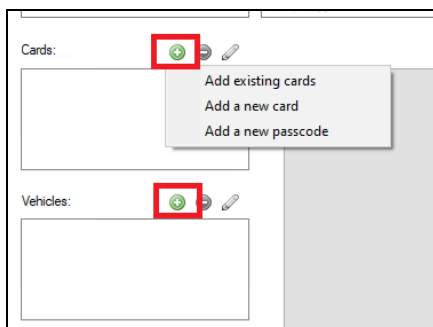 Cards:
Add existing cards
Add a new card
Add a new passcode
Vehicles: